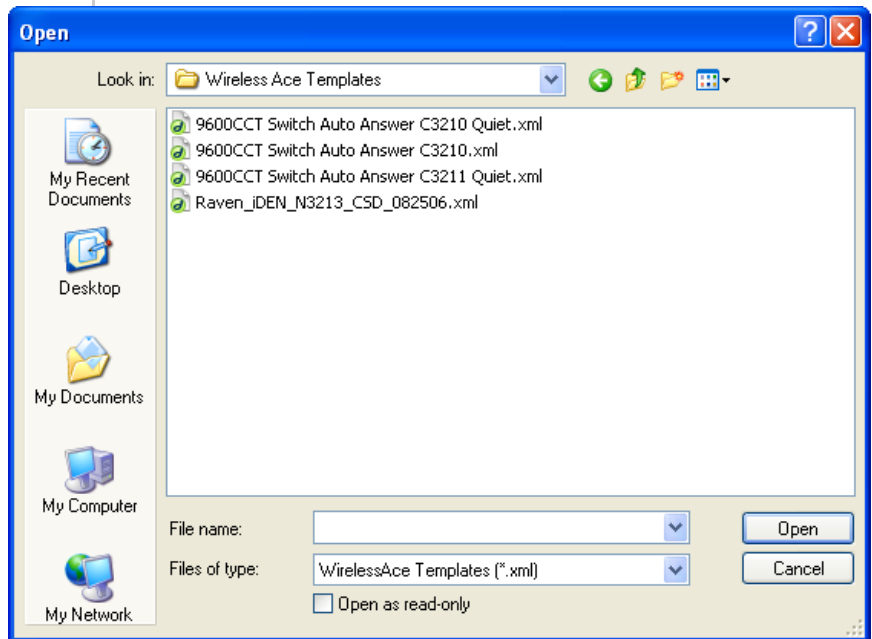 Open
Look in: Wireless Ace Templates
9600CCT Switch Auto Answer C3210 Quiet.xml
9600CCT Switch Auto Answer C3210.xml
9600CCT Switch Auto Answer C3211 Quiet.xml
Raven_iDEN_N3213_CSD_082506.xml
My Recent
Documents
Desktop
My Documents
My Computer
My Network
File name:
Open
Files of type: WirelessAce Templates (*.xml)
Cancel
Open as read-only